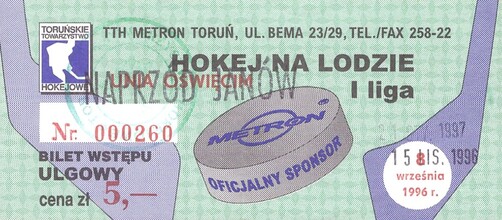 TORUŃSKIE
TOWARZYSTWO
HOKEJOWE
TTH METRON TORUŃ, UL. BEMA 23/29, TEL./FAX 258-22
HOKEJ NA LODZIE
UNIA OŚWIĘCIM
NAPRZÓD JANÓW
I liga
Nr. 000260
METRON
OFICJALNY SPONSOR
1997
15 LIS. 1996
8
września
1996 r.
BILET WSTĘPU
ULGOWY
cena zł 5,—